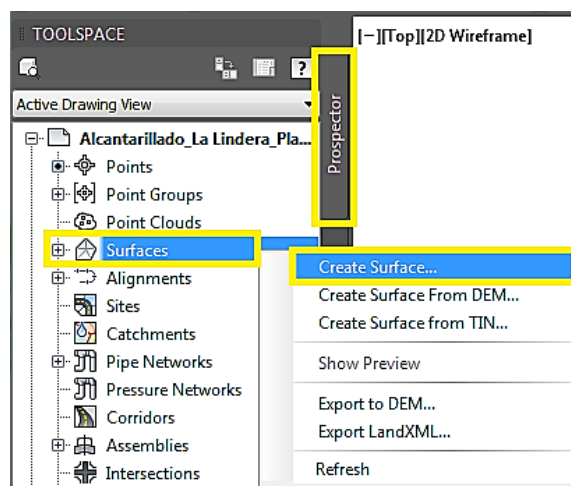 TOOLSPACE
[−][Top][2D Wireframe]
?
Active Drawing View
Prospector
Alcantarillado_La Lindera_Pla...
Points
Point Groups
Point Clouds
Surfaces
Create Surface...
Alignments
Create Surface From DEM...
Sites
Create Surface from TIN...
Catchments
Pipe Networks
Show Preview
Pressure Networks
Export to DEM...
Corridors
Export LandXML...
Assemblies
Intersections
Refresh